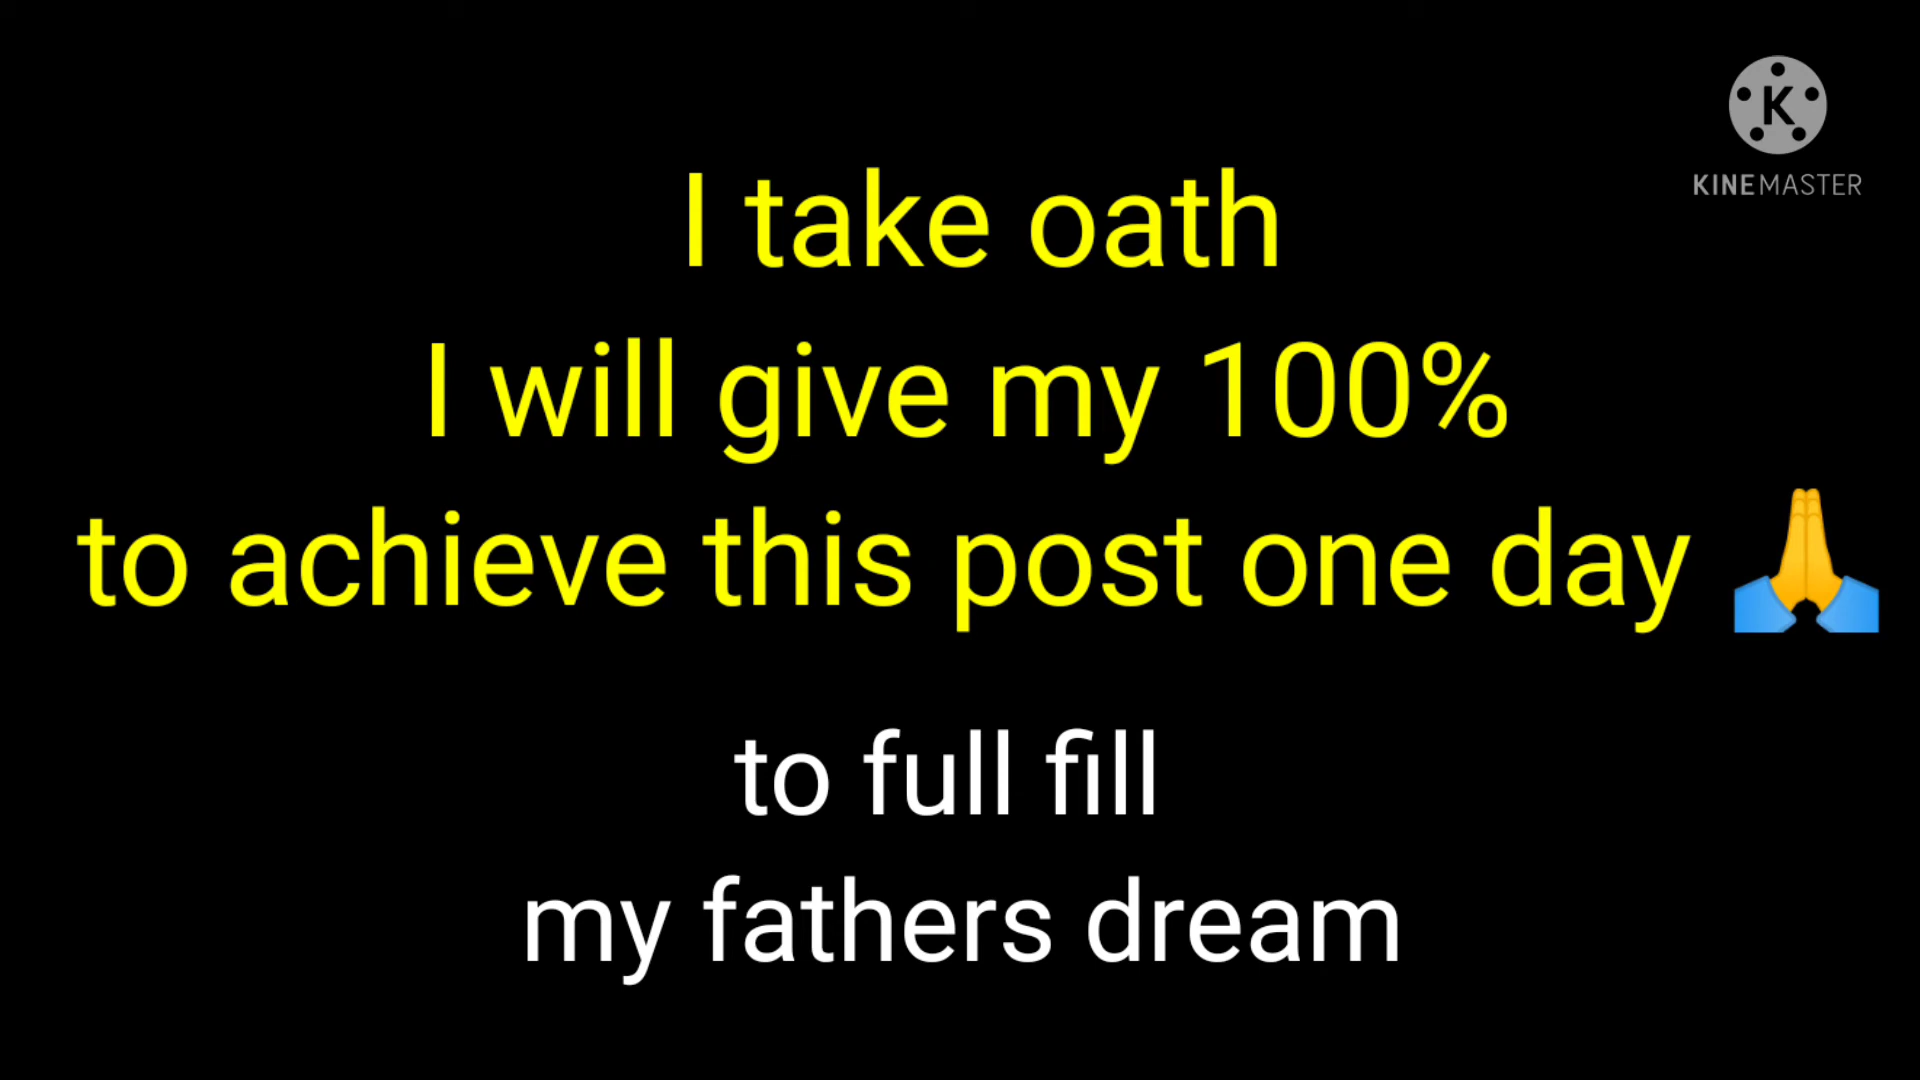 K
KINEMASTER
I take oath
I will give my 100%
to achieve this post one day 🙏
to full fill
my fathers dream